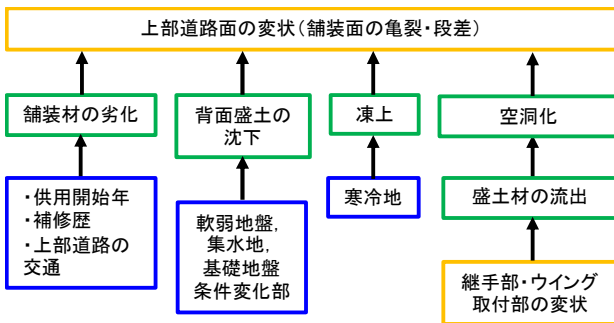 上部道路面の変状（舗装面の亀裂・段差）
舗装材の劣化
背面盛土の
沈下
凍上
空洞化
・供用開始年
・補修歴
・上部道路の
交通
軟弱地盤,
集水地,
基礎地盤
条件変化部
寒冷地
盛土材の流出
継手部・ウイング
取付部の変状